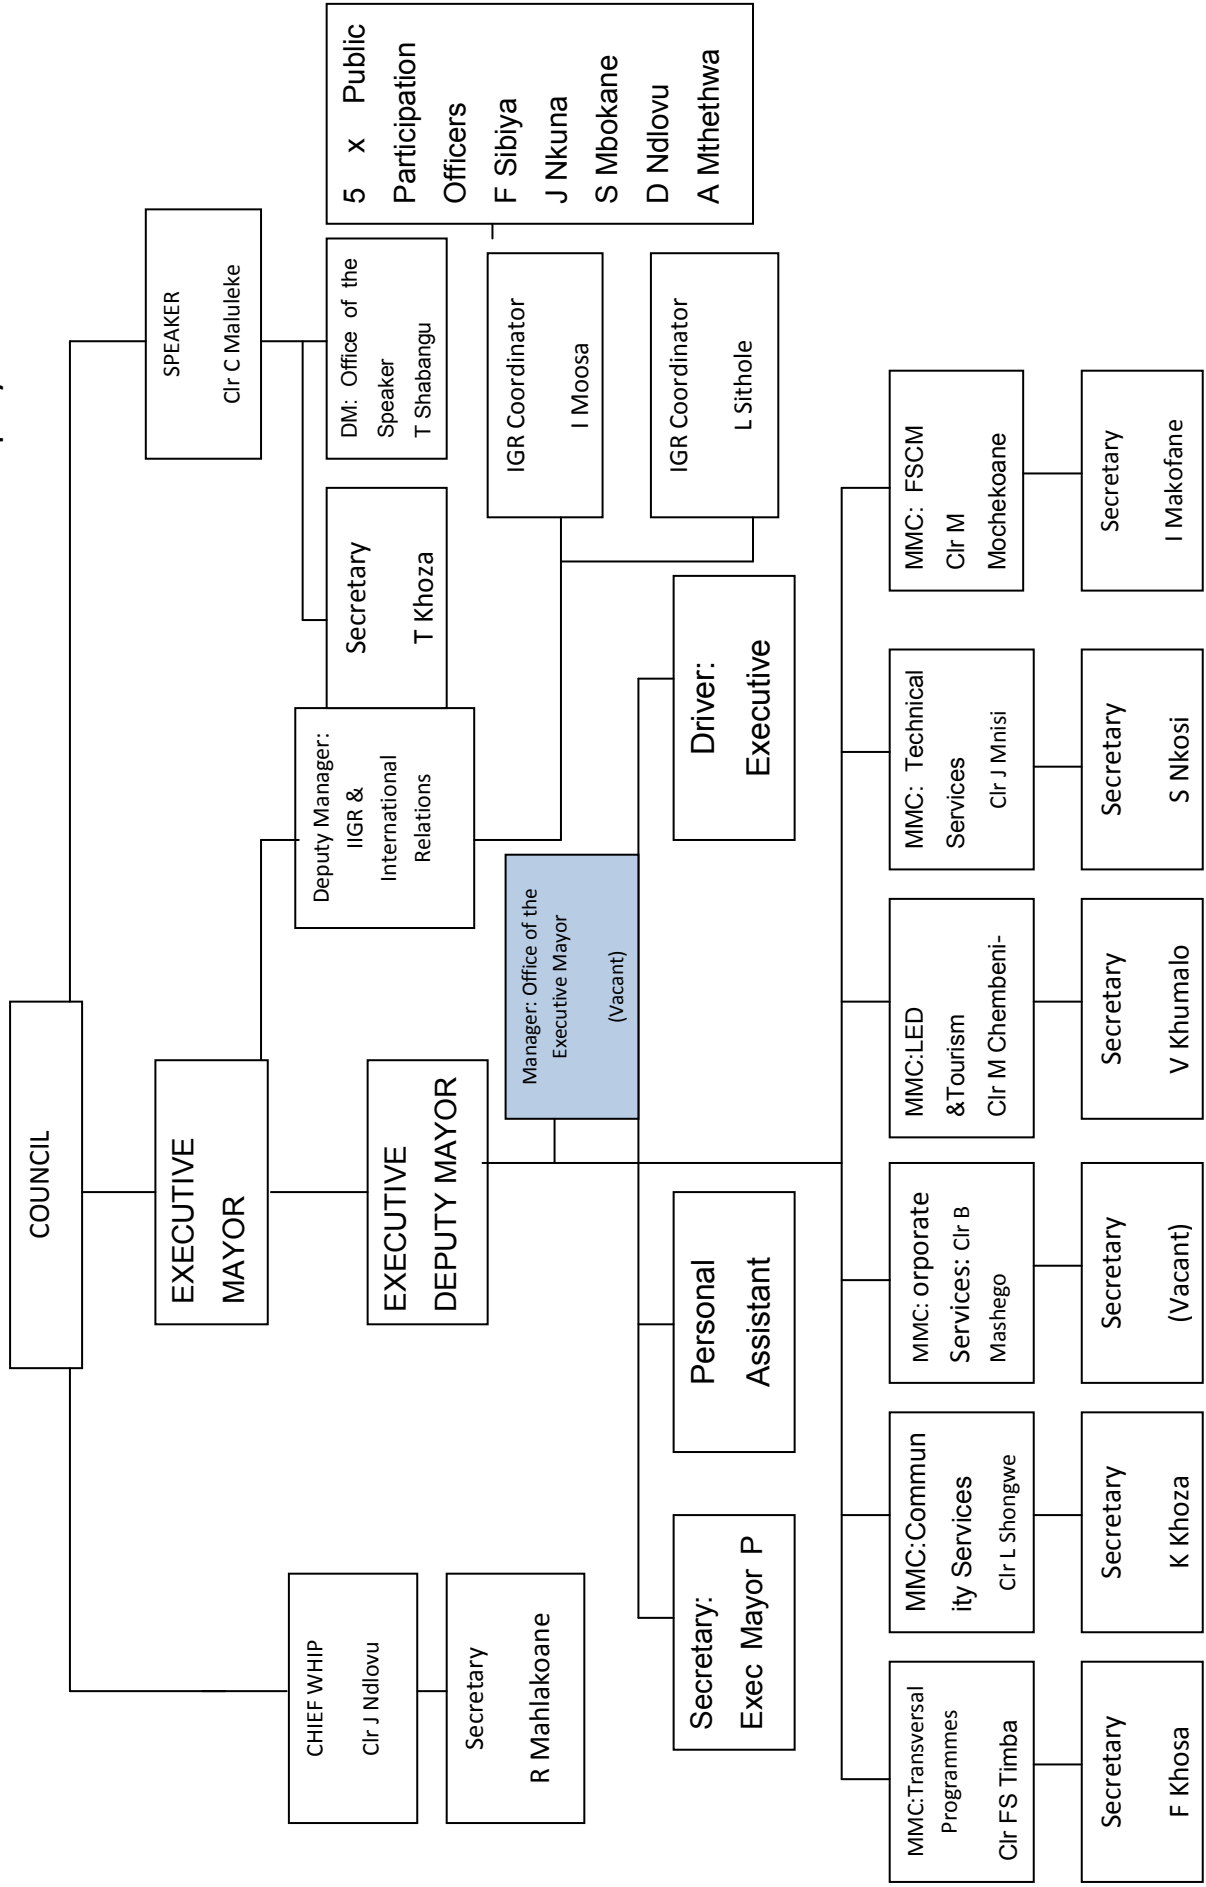 COUNCIL
EXECUTIVE
MAYOR
EXECUTIVE
DEPUTY MAYOR
CHIEF WHIP
Clr J Ndlovu
Secretary
R Mahlakoane
SPEAKER
Clr C Maluleke
DM: Office of the
Speaker
T Shabangu
Secretary
T Khoza
5 x Public
Participation
Officers
F Sibiya
J Nkuna
S Mbokane
D Ndlovu
A Mthethwa
Deputy Manager:
IIGR &
International
Relations
IGR Coordinator
I Moosa
IGR Coordinator
L Sithole
Manager: Office of the
Executive Mayor
(Vacant)
Secretary:
Exec Mayor P
Personal
Assistant
Driver:
Executive
MMC:Transversal
Programmes
Clr FS Timba
MMC:Commun
ity Services
Clr L Shongwe
MMC: orporate
Services: Clr B
Mashego
MMC:LED
&Tourism
Clr M Chembeni-
MMC: Technical
Services
Clr J Mnisi
MMC: FSCM
Clr M
Mochekoane
Secretary
F Khosa
Secretary
K Khoza
Secretary
(Vacant)
Secretary
V Khumalo
Secretary
S Nkosi
Secretary
I Makofane